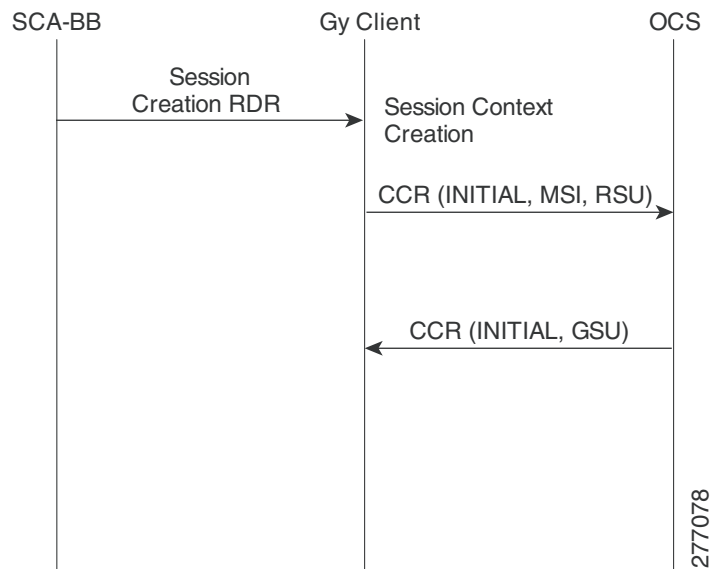 SCA-BB Gy Client OCS
Session
Creation RDR
Session Context
Creation
CCR (INITIAL, MSI, RSU)
CCR (INITIAL, GSU)
277078